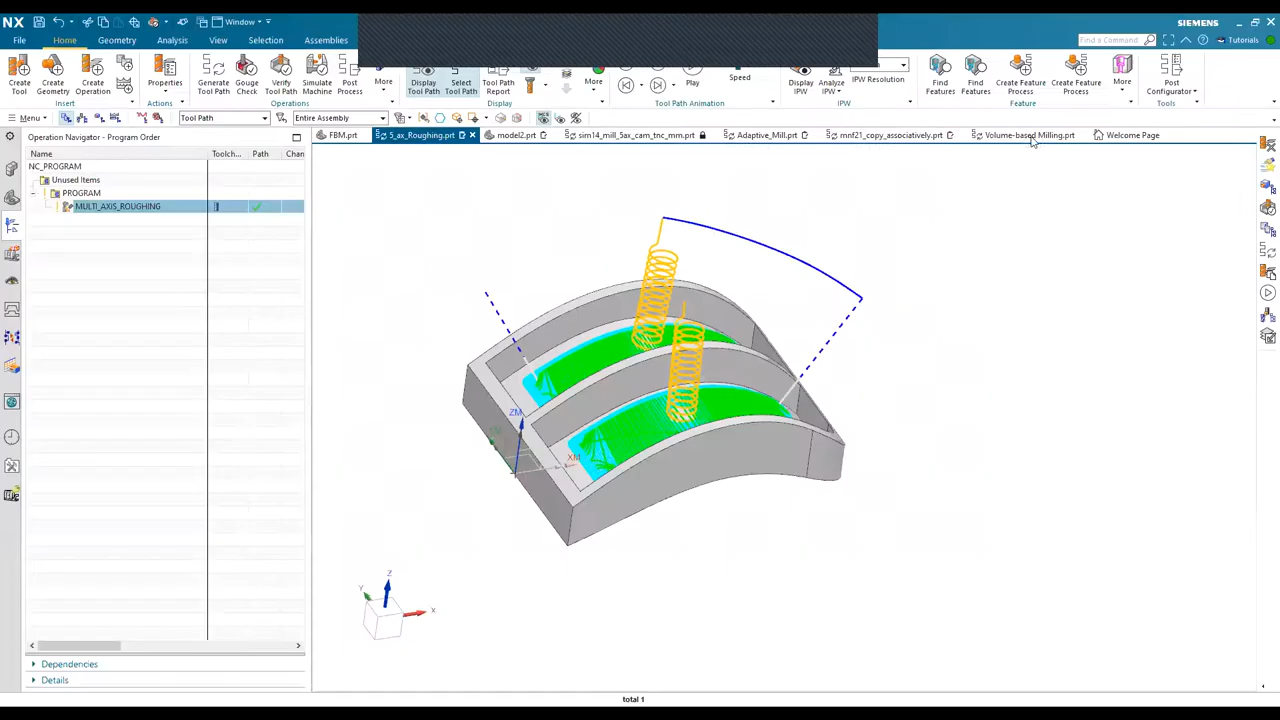 NX Window SIEMENS
File Home Geometry Analysis View Selection Assemblies Find a Command Tutorials
Create Tool Create Geometry Create Operation Properties More Generate Tool Path Gouge Check Verify Tool Path Simulate Machine Post Process More Display Tool Path Select Tool Path Tool Path Report More Play Speed Display IPW Analyze IPW IPW Resolution Find Features Find Features Create Feature Process Create Feature Process More Post Configurator
Insert Actions Operations Display Tool Path Animation IPW Feature Tools
Menu Tool Path Entire Assembly
Operation Navigator - Program Order FBM.prt 5_ax_Roughing.prt model2.prt sim14_mill_5ax_cam_tnc_mm.prt Adaptive_Mill.prt mnf21_copy_associatively.prt Volume-based Milling.prt Welcome Page
Name Toolch... Path Chan
NC_PROGRAM
Unused Items
PROGRAM
MULTI_AXIS_ROUGHING
ZM
XM
Z
Y
X
Dependencies
Details
total 1